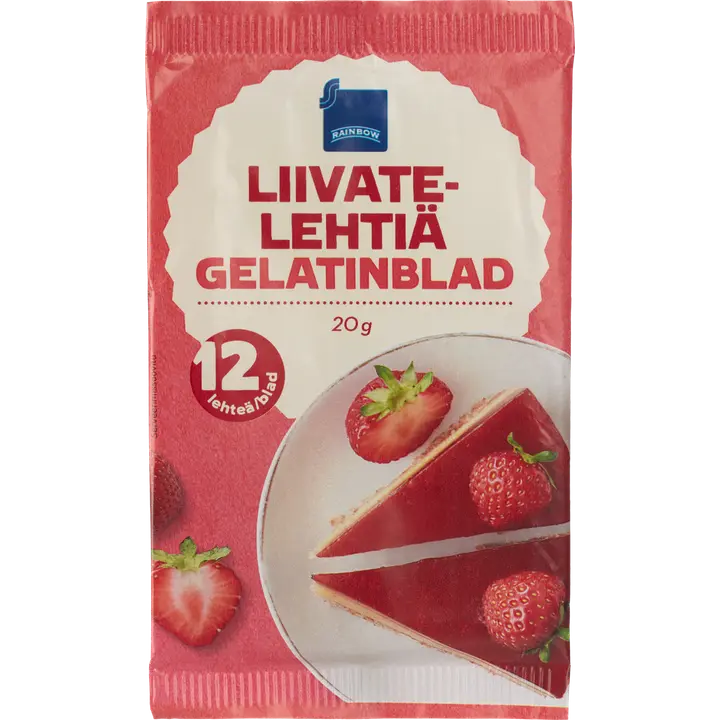 RAINBOW
LIIVATE-
LEHTIÄ
GELATINBLAD
20 g
12
lehteä/blad